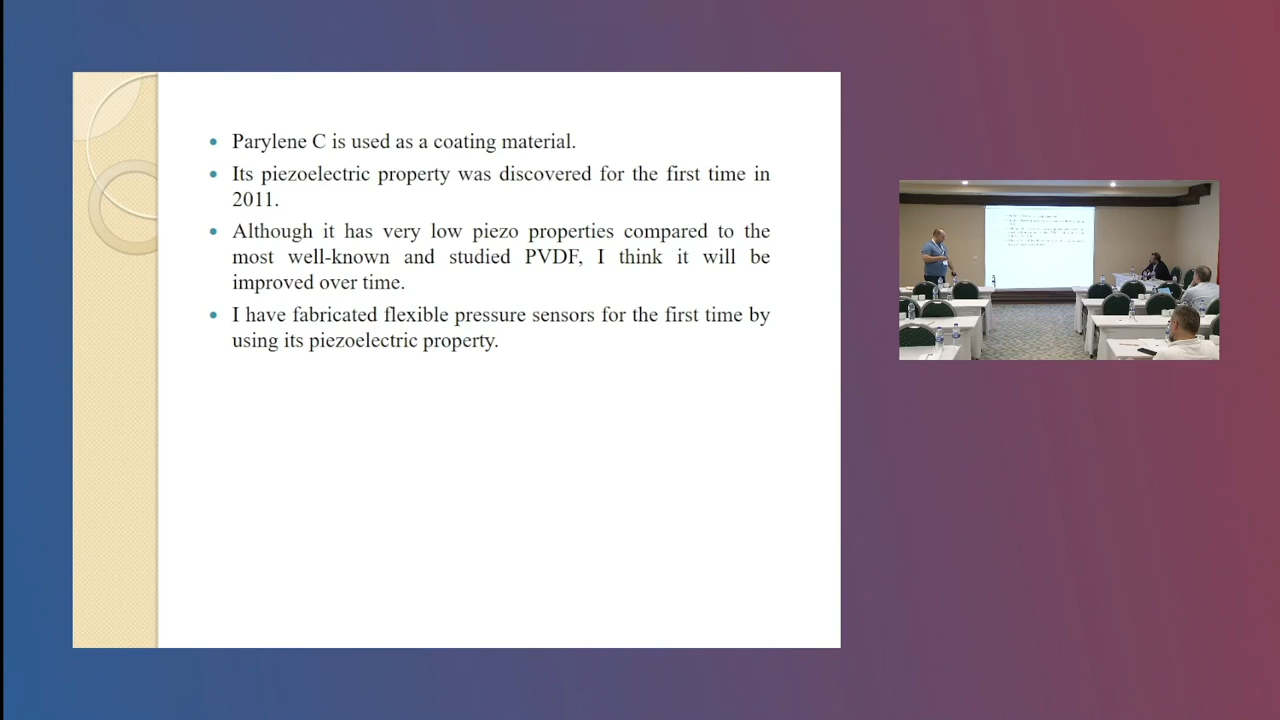 • Parylene C is used as a coating material.
• Its piezoelectric property was discovered for the first time in
2011.
• Although it has very low piezo properties compared to the
most well-known and studied PVDF, I think it will be
improved over time.
• I have fabricated flexible pressure sensors for the first time by
using its piezoelectric property.